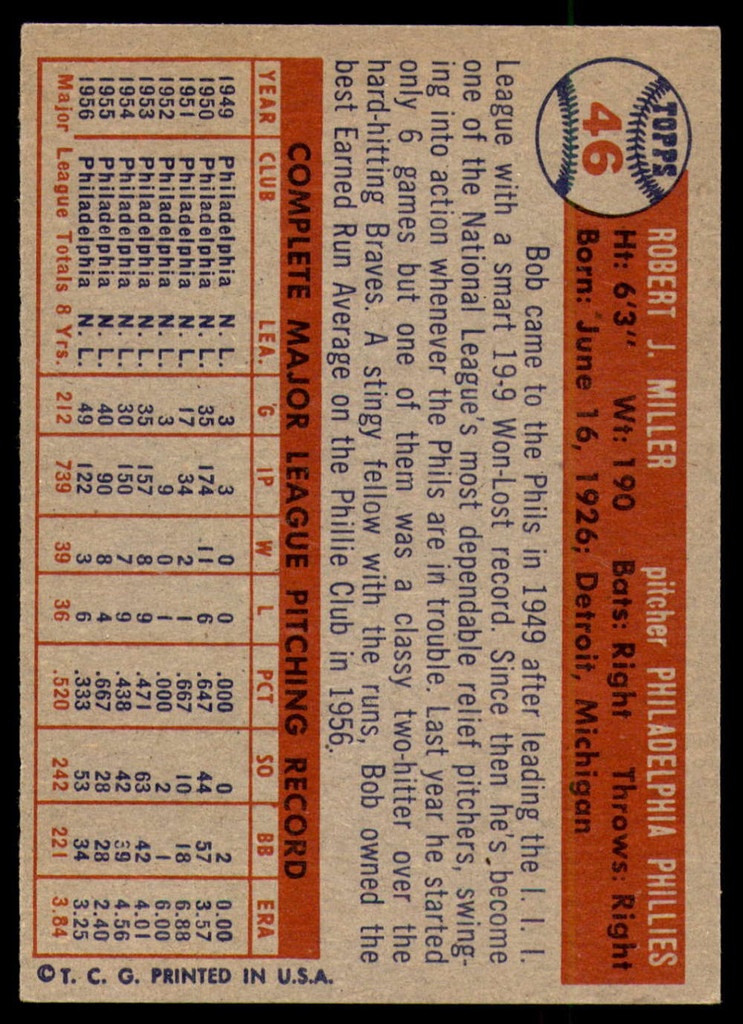 TOPPS
46
ROBERT J. MILLER pitcher PHILADELPHIA PHILLIES
Ht: 6'3" Wt: 190 Bats: Right Throws: Right
Born: June 16, 1926; Detroit, Michigan
Bob came to the Phils in 1949 after leading the I. I. I.
League with a smart 19-9 Won-Lost record. Since then he's become
one of the National League's most dependable relief pitchers, swing-
ing into action whenever the Phils are in trouble. Last year he started
only 6 games but one of them was a classy two-hitter over the
hard-hitting Braves. A stingy fellow with the runs, Bob owned the
best Earned Run Average on the Phillie Club in 1956.
COMPLETE MAJOR LEAGUE PITCHING RECORD
YEAR CLUB LEA. G IP W L PCT SO BB ERA
1949 Philadelphia N. L. 3 3 0 0 .000 0 2 0.00
1950 Philadelphia N. L. 35 174 11 6 .647 44 57 3.57
1951 Philadelphia N. L. 17 34 2 1 .667 10 18 6.88
1952 Philadelphia N. L. 3 9 0 1 .000 2 1 6.00
1953 Philadelphia N. L. 35 157 8 9 .471 63 42 4.01
1954 Philadelphia N. L. 30 150 7 9 .438 42 39 4.56
1955 Philadelphia N. L. 40 90 8 4 .667 28 28 2.40
1956 Philadelphia N. L. 49 122 3 6 .333 53 34 3.25
Major League Totals 8 Yrs. 212 739 39 36 .520 242 221 3.84
© T. C. G. PRINTED IN U.S.A.